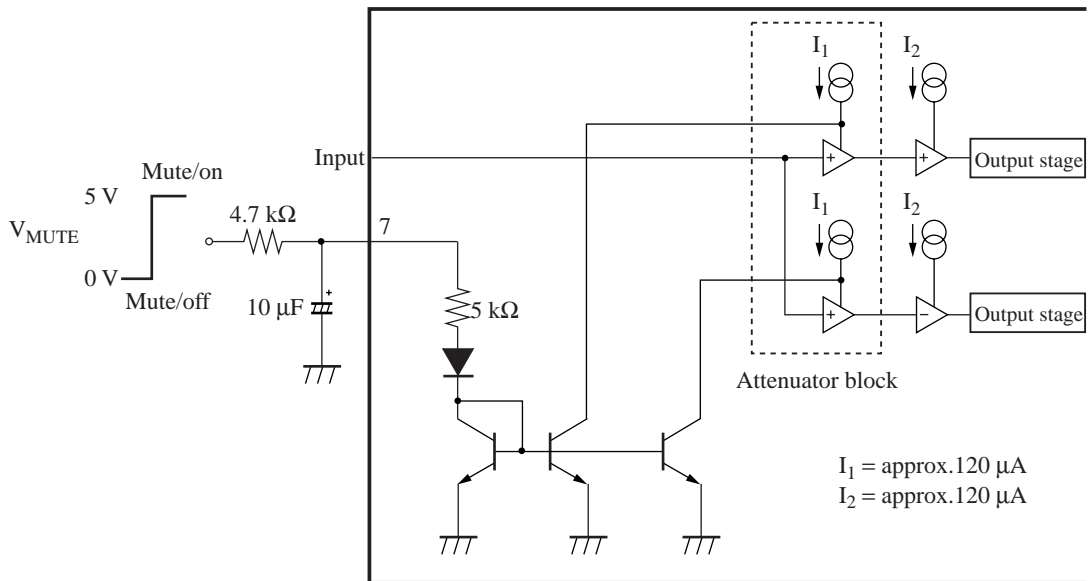 I1
I2
Input
Output stage
Mute/on
5 V
4.7 kΩ
7
VMUTE
I1
I2
0 V
Mute/off
10 μF
+
5 kΩ
+
+
+
−
Output stage
Attenuator block
I1 = approx.120 μA
I2 = approx.120 μA